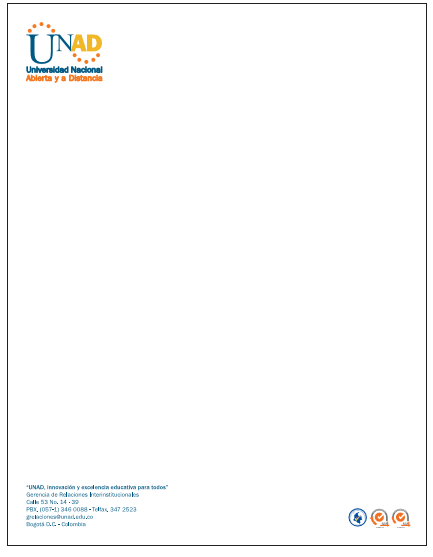 UNAD
Universidad Nacional
Abierta y a Distancia
"UNAD, innovación y excelencia educativa para todos"
Gerencia de Relaciones Interinstitucionales
Calle 53 No. 14 - 39
PBX, (057-1) 346 0088 - Telfax, 347 2523
grelaciones@unad.edu.co
Bogotá D.C. - Colombia